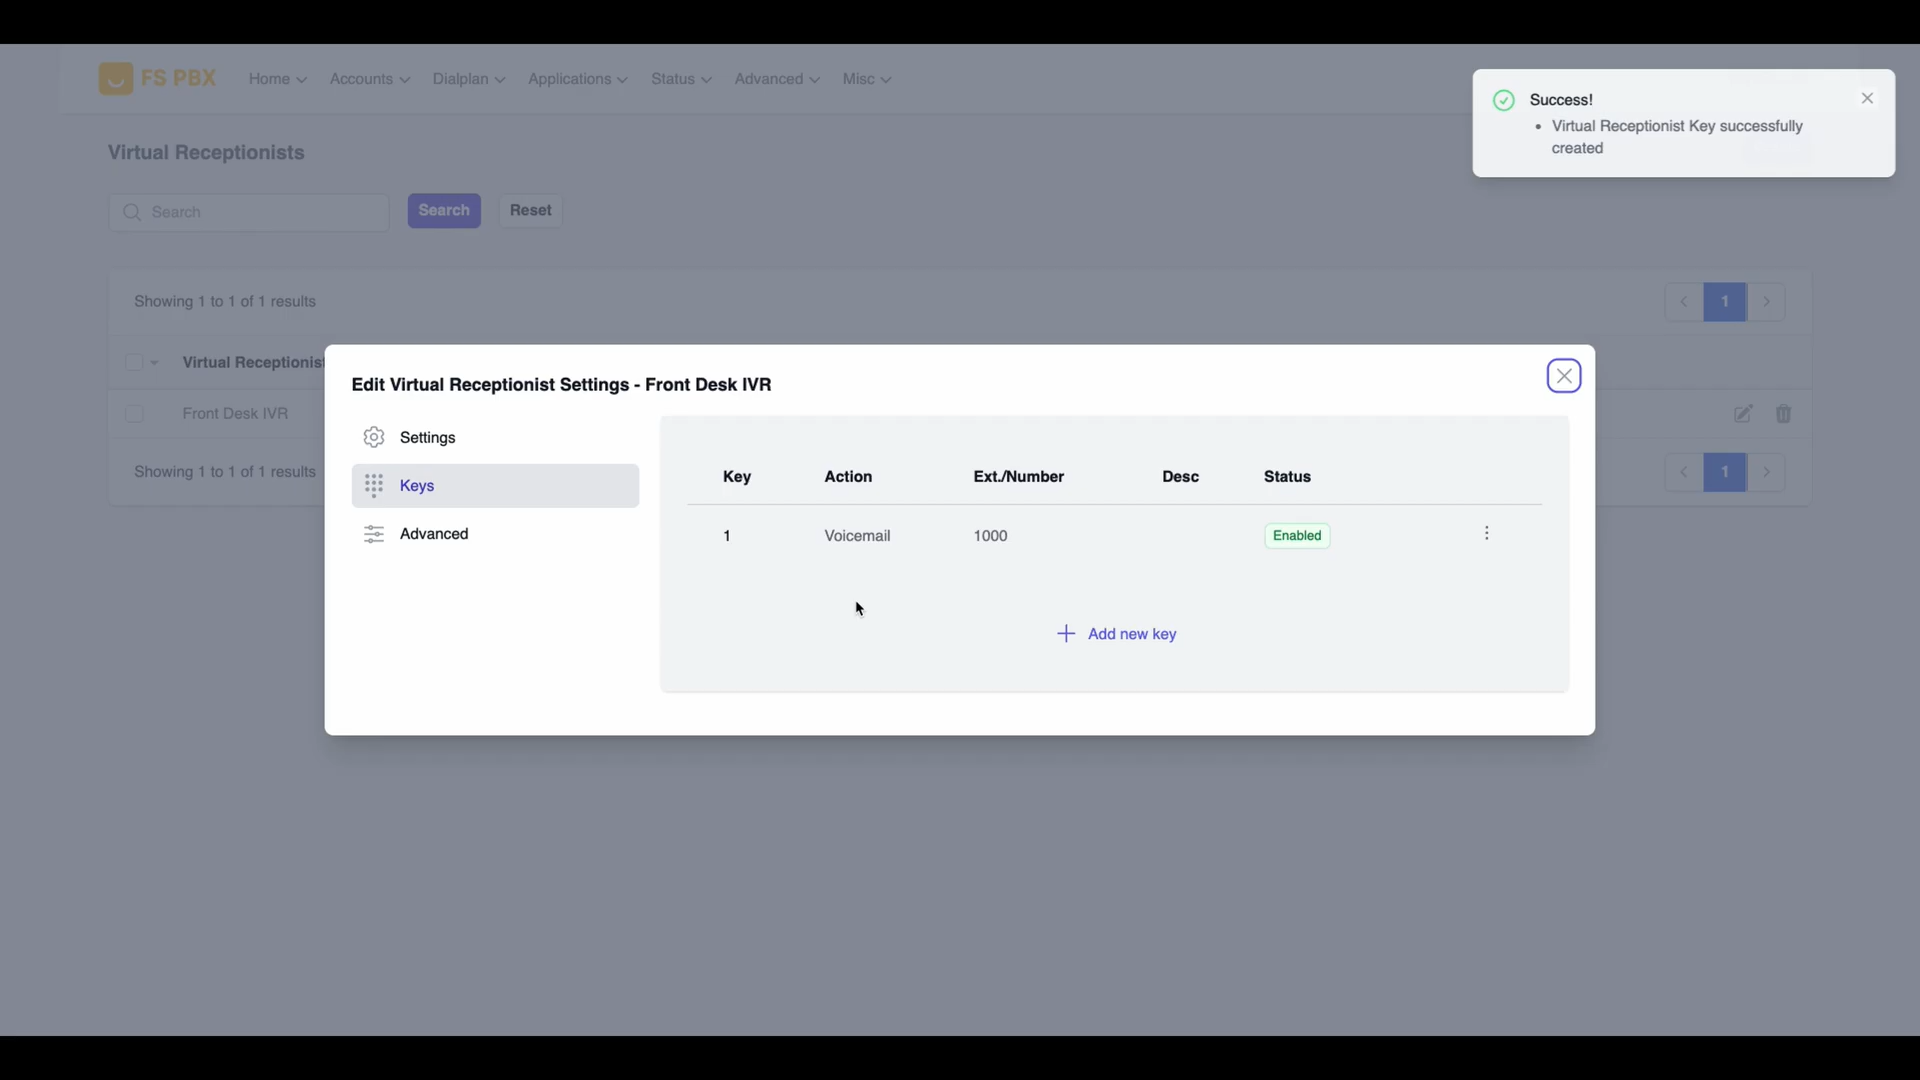 FS PBX Home Accounts Dialplan Applications Status Advanced Misc
Success!
• Virtual Receptionist Key successfully
created
Virtual Receptionists
Search Search Reset
Showing 1 to 1 of 1 results 1
Virtual Receptionist
Front Desk IVR
Showing 1 to 1 of 1 results 1
Edit Virtual Receptionist Settings - Front Desk IVR
Settings
Keys
Advanced
Key Action Ext./Number Desc Status
1 Voicemail 1000 Enabled
Add new key